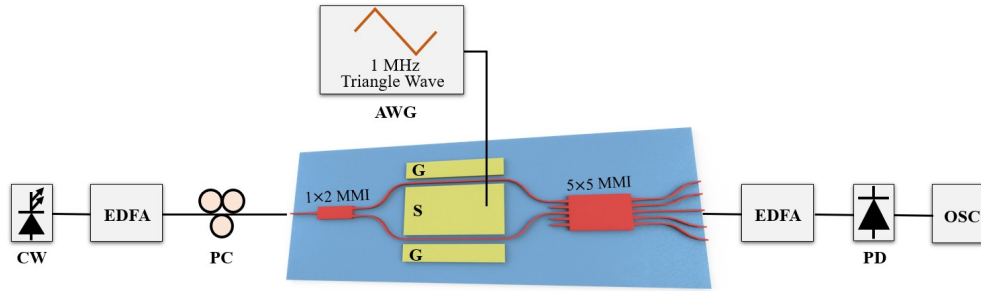 1 MHz
Triangle Wave
AWG
1×2 MMI
G
S
G
5×5 MMI
CW
EDFA
PC
EDFA
PD
OSC